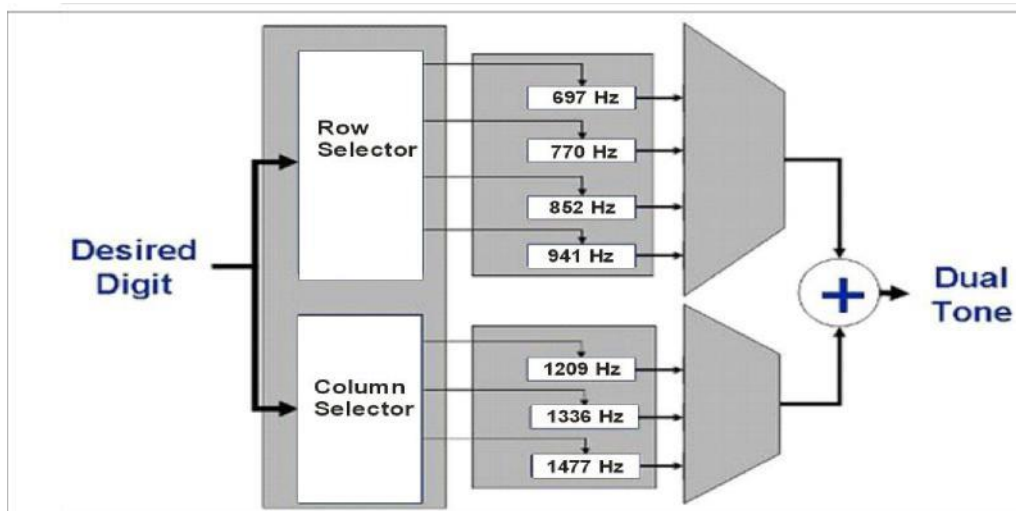 Desired
Digit
Row
Selector
697 Hz
770 Hz
852 Hz
941 Hz
Column
Selector
1209 Hz
1336 Hz
1477 Hz
+
Dual
Tone